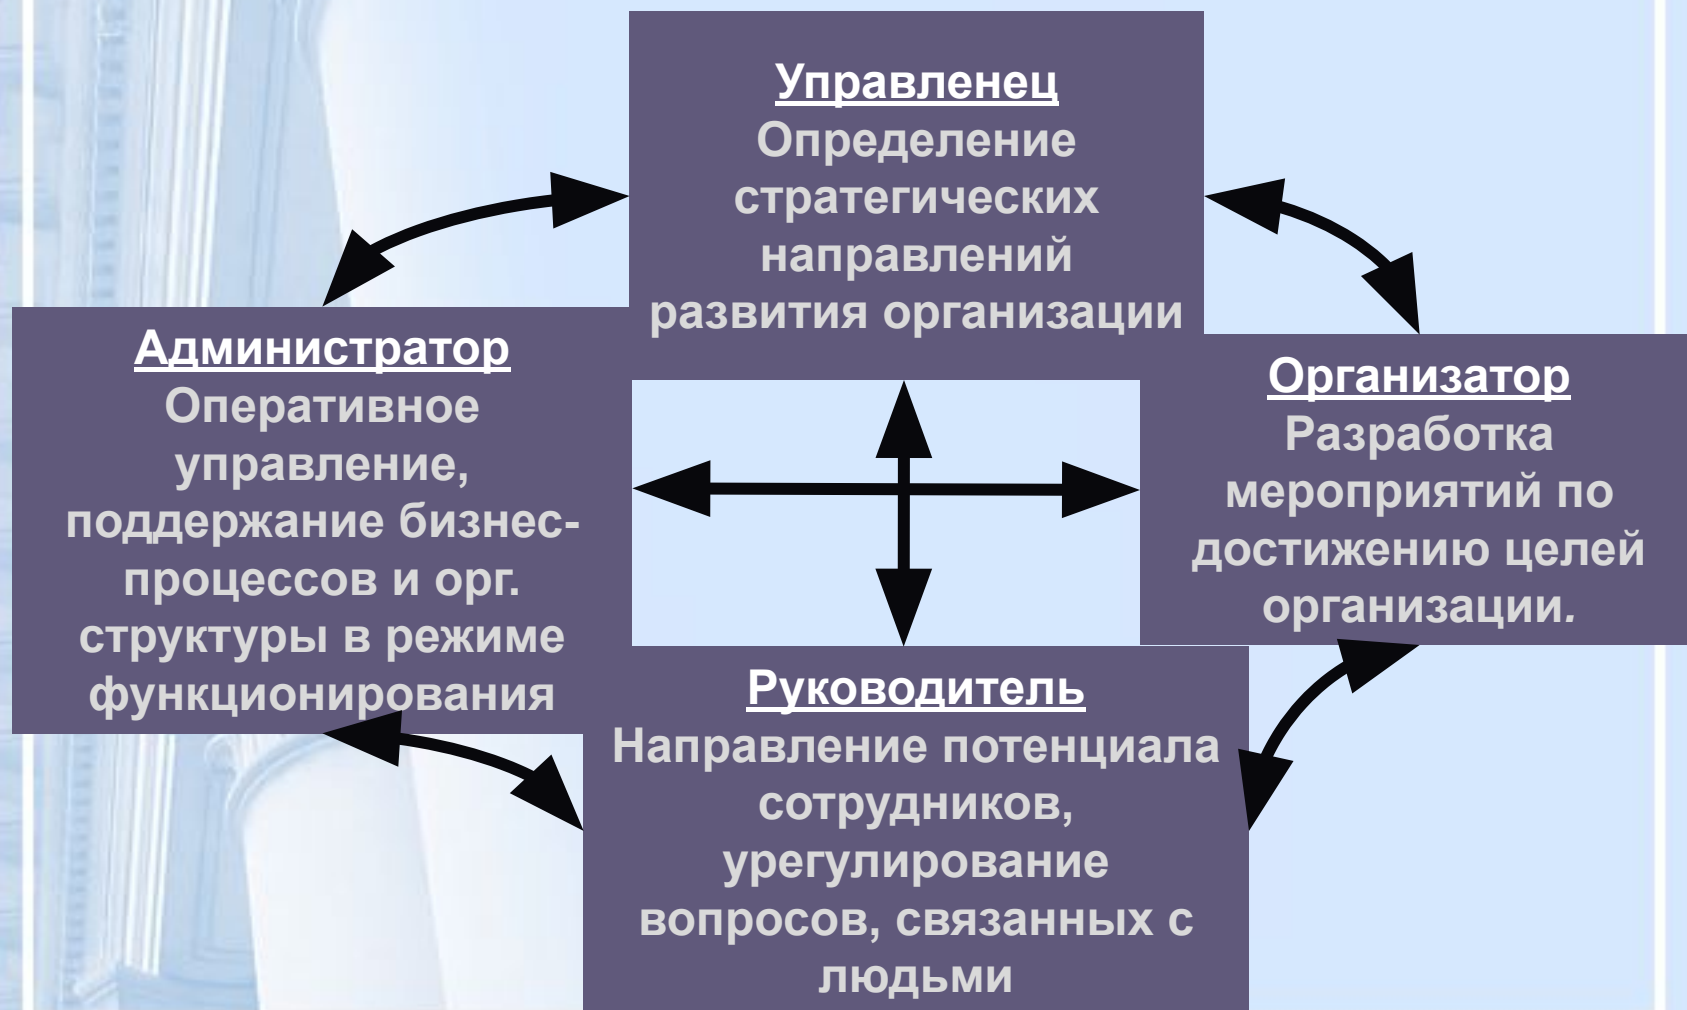 Управленец
Определение
стратегических
направлений
развития организации
Администратор
Оперативное
управление,
поддержание бизнес-
процессов и орг.
структуры в режиме
функционирования
Организатор
Разработка
мероприятий по
достижению целей
организации.
Руководитель
Направление потенциала
сотрудников,
урегулирование
вопросов, связанных с
людьми